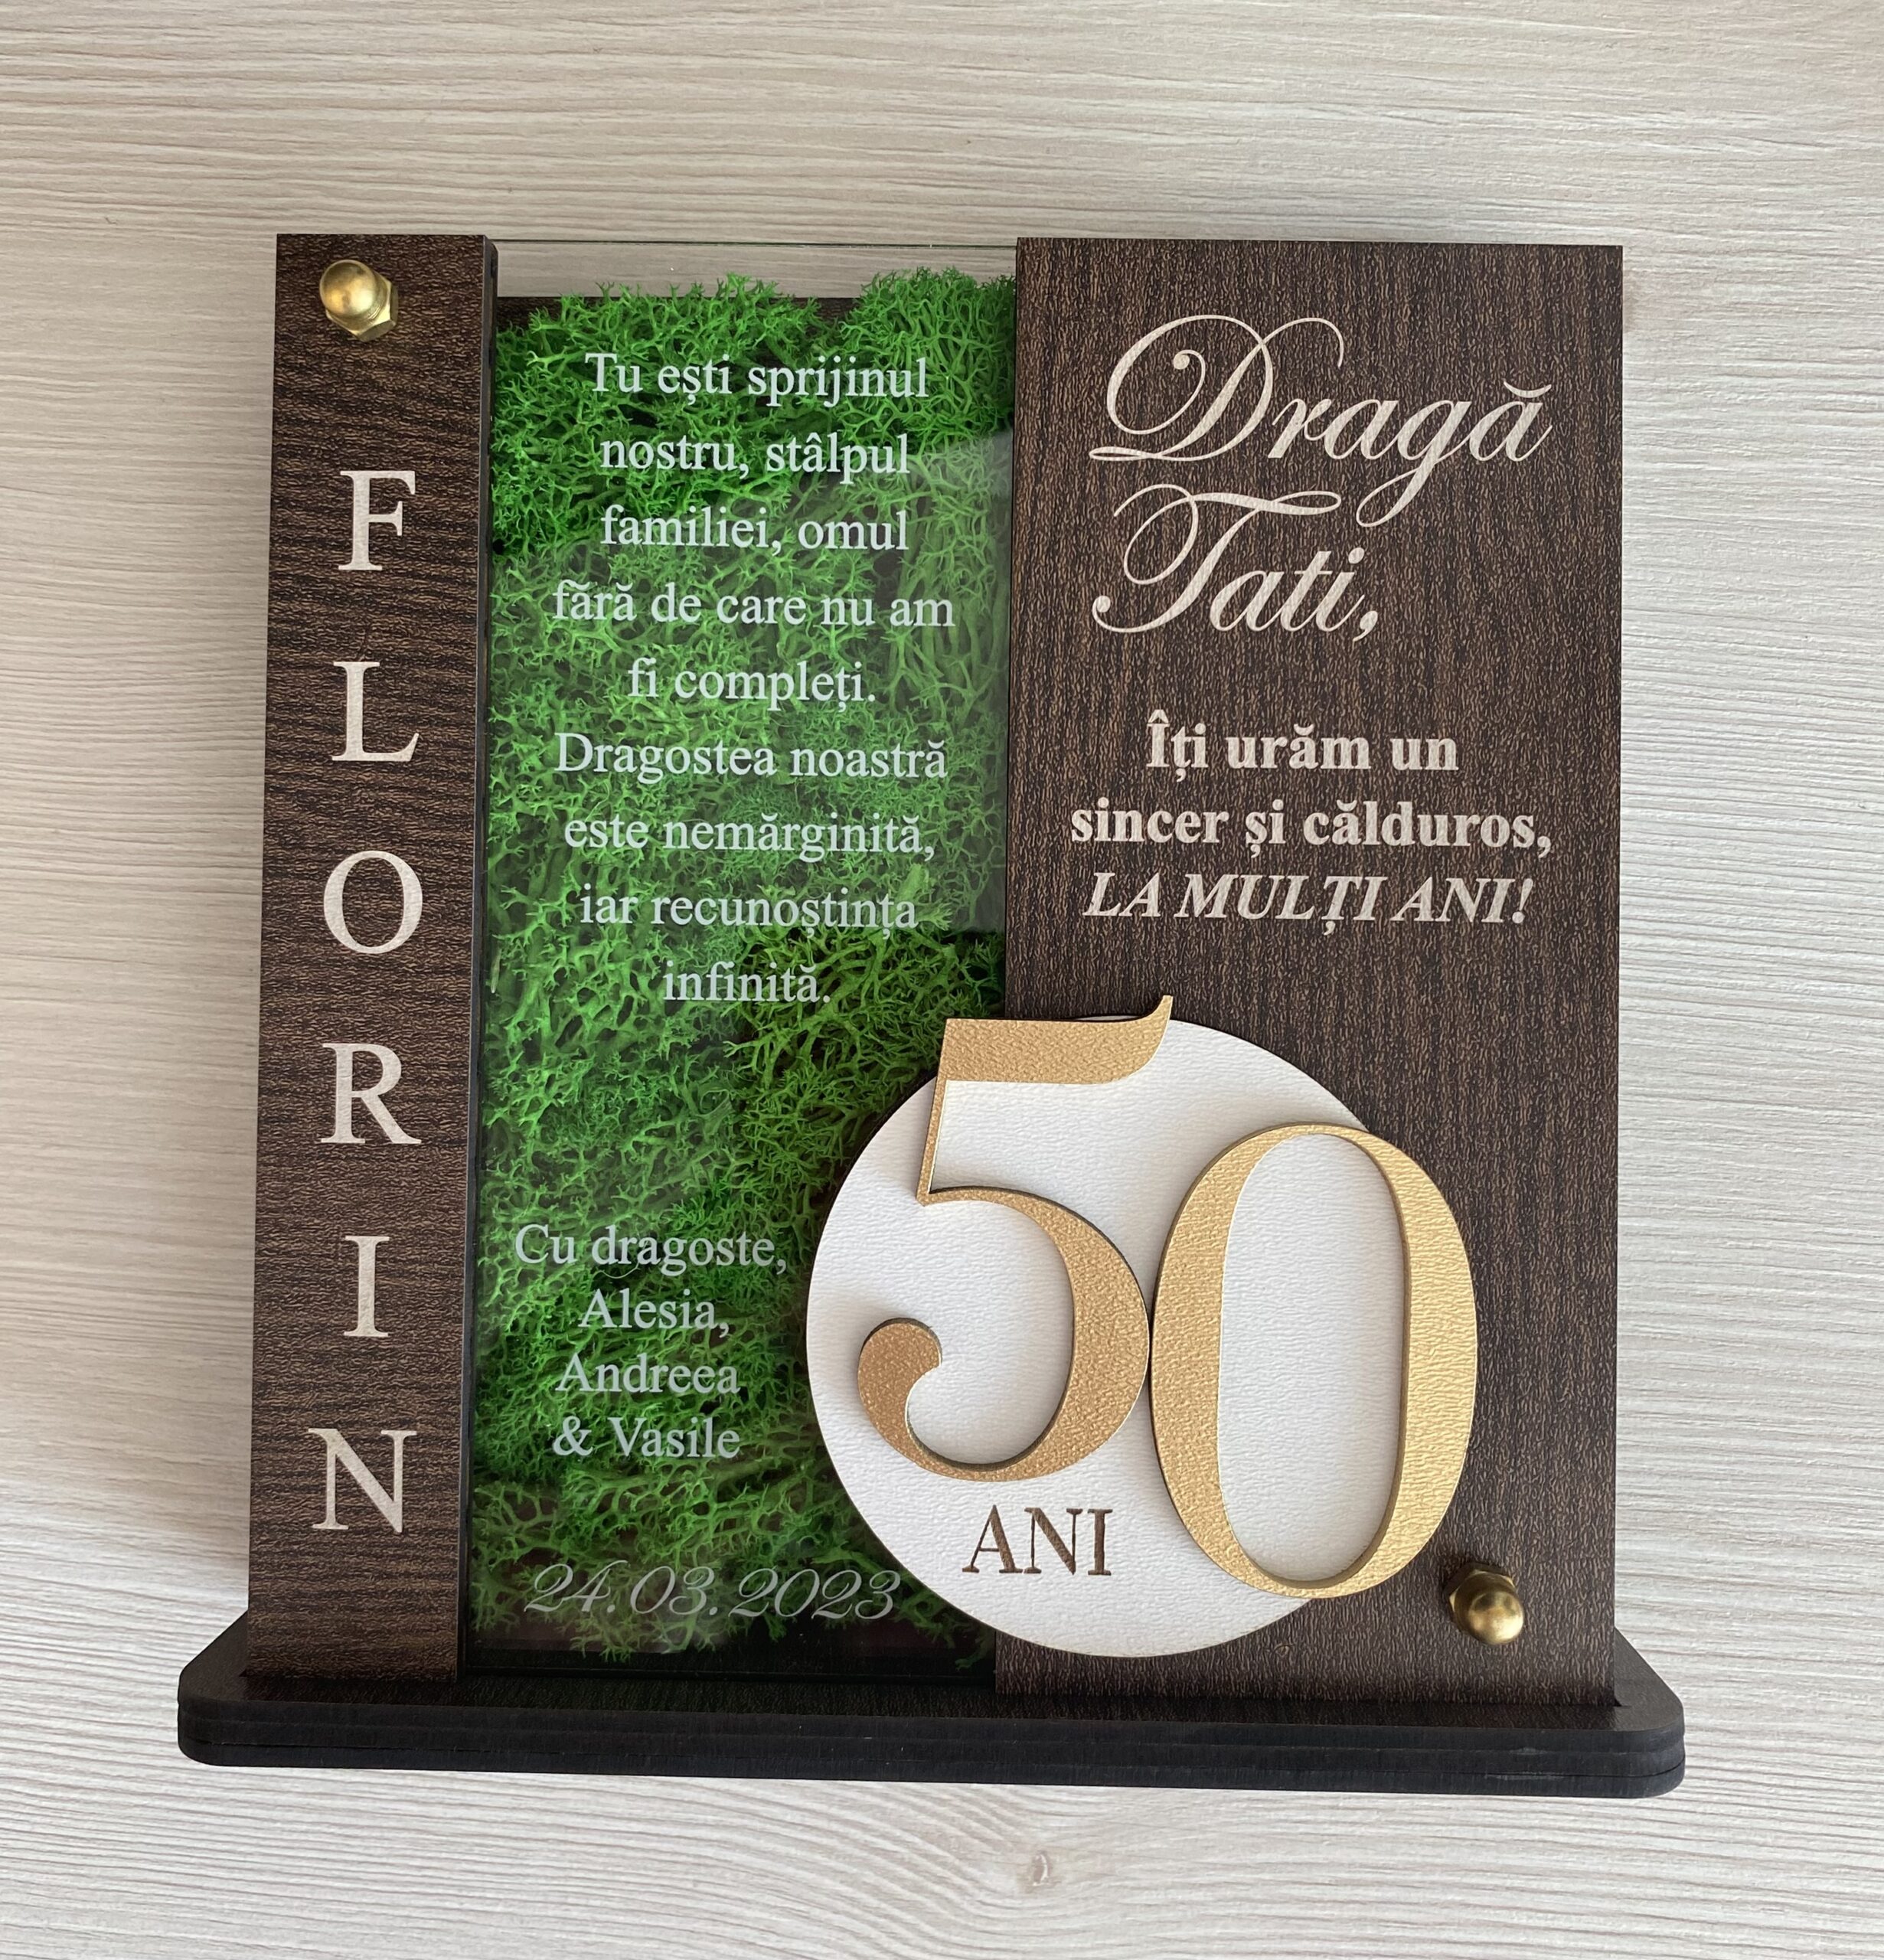 FLORIN
Tu ești sprijinul
nostru, stâlpul
familiei, omul
fără de care nu am
fi compleți.
Dragostea noastră
este nemărginită,
iar recunoștința
infinită.
Cu dragoste,
Alesia,
Andreea
& Vasile
24.03.2023
Dragă
Tati,
Îți urăm un
sincer și călduros,
LA MULȚI ANI!
50
ANI